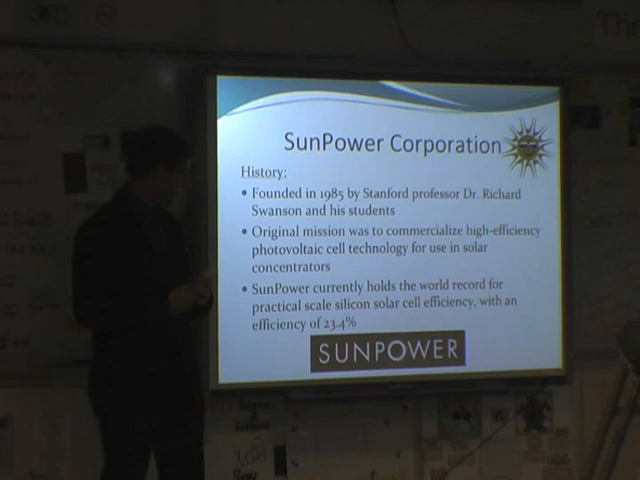 The
SunPower Corporation
History:
• Founded in 1985 by Stanford professor Dr. Richard
Swanson and his students
• Original mission was to commercialize high-efficiency
photovoltaic cell technology for use in solar
concentrators
• SunPower currently holds the world record for
practical scale silicon solar cell efficiency, with an
efficiency of 23.4%
SUNPOWER